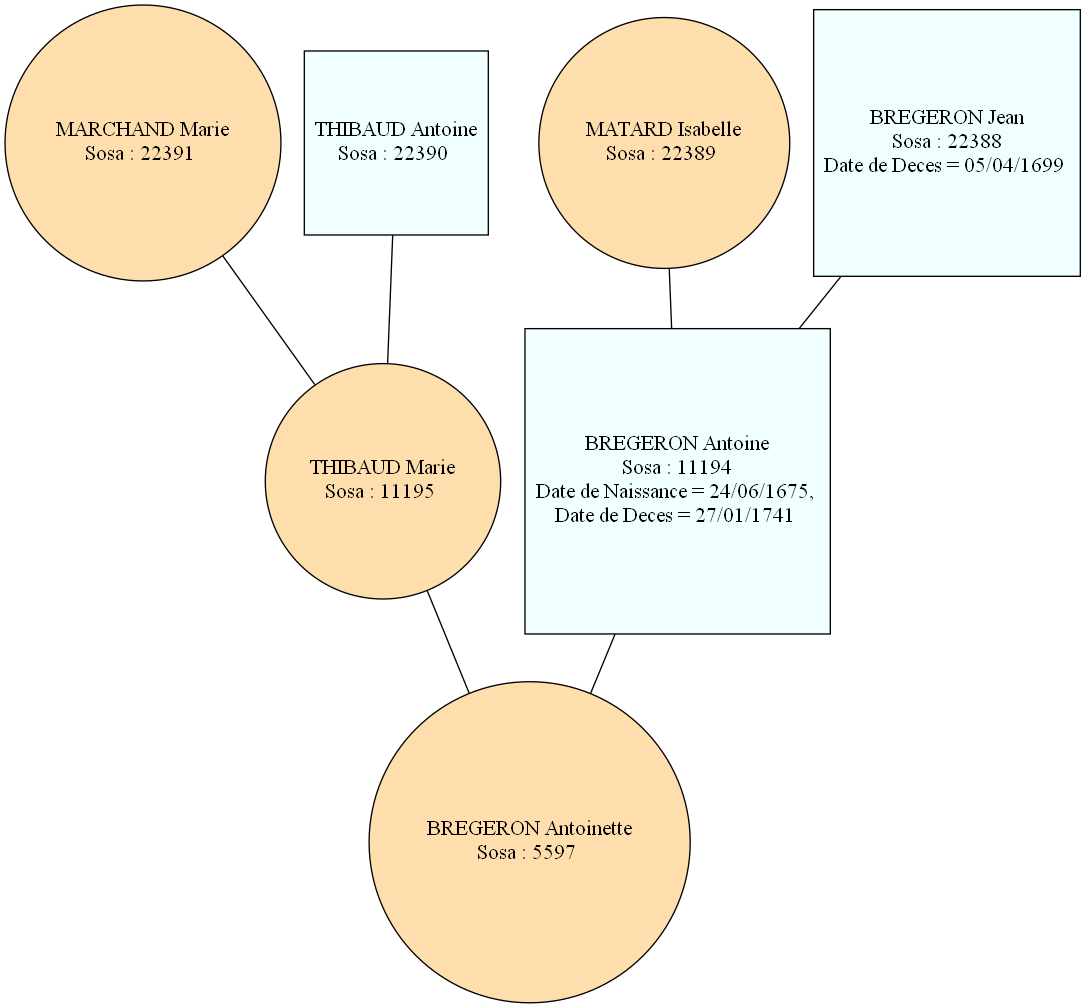 MARCHAND Marie
Sosa : 22391
THIBAUD Antoine
Sosa : 22390
MATARD Isabelle
Sosa : 22389
BREGERON Jean
Sosa : 22388
Date de Deces = 05/04/1699
THIBAUD Marie
Sosa : 11195
BREGERON Antoine
Sosa : 11194
Date de Naissance = 24/06/1675,
Date de Deces = 27/01/1741
BREGERON Antoinette
Sosa : 5597